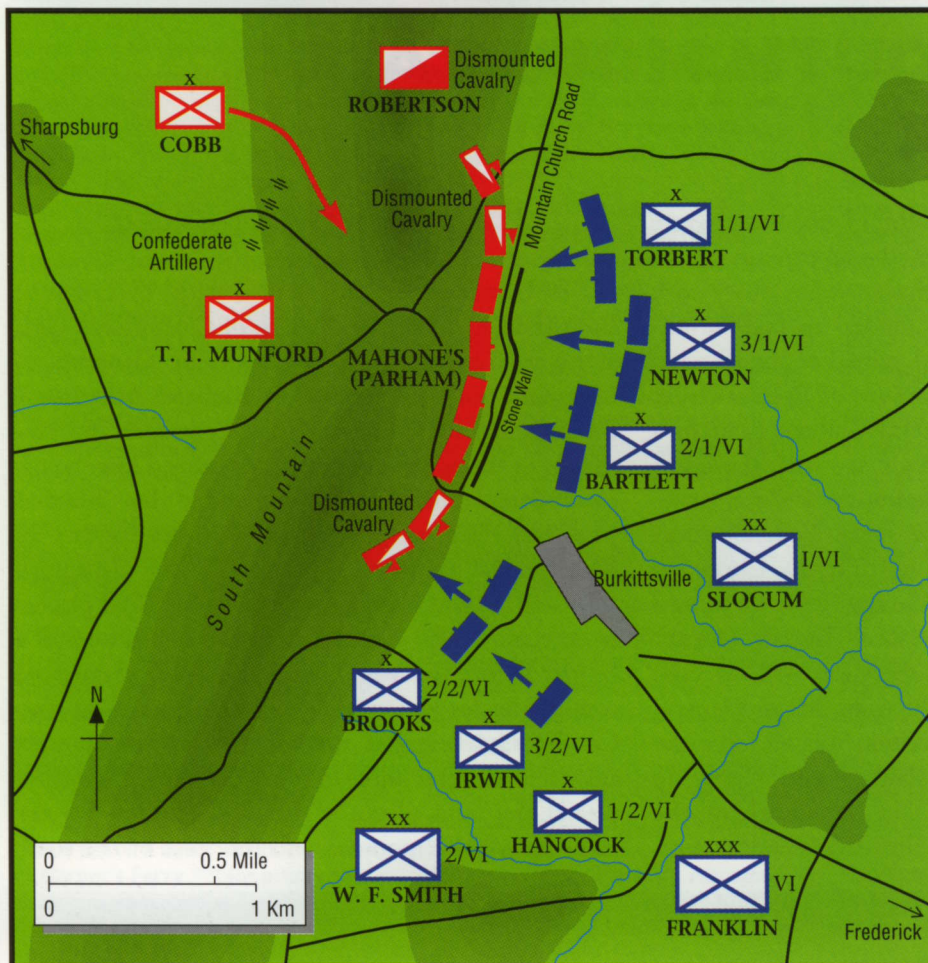 Dismounted
Cavalry
ROBERTSON
x
COBB
Sharpsburg
Mountain Church Road
Dismounted
Cavalry
x
1/1/VI
TORBERT
Confederate
Artillery
x
T. T. MUNFORD
MAHONE'S
(PARHAM)
x
3/1/VI
NEWTON
Stone Wall
x
2/1/VI
BARTLETT
South Mountain
Dismounted
Cavalry
Burkittsville
xx
I/VI
SLOCUM
x
2/2/VI
BROOKS
N
x
3/2/VI
IRWIN
x
1/2/VI
HANCOCK
xx
2/VI
W. F. SMITH
xxx
VI
FRANKLIN
Frederick
0 0.5 Mile
0 1 Km